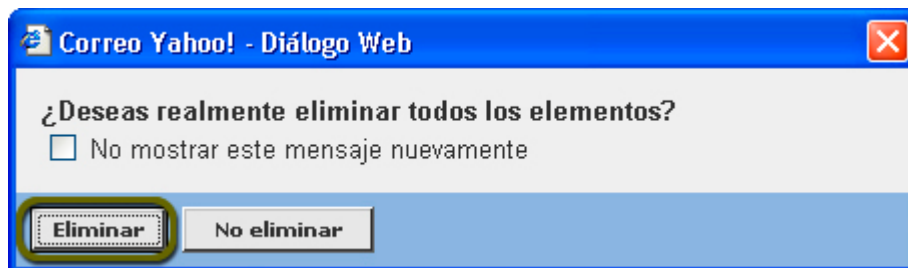 Correo Yahoo! - Diálogo Web
¿Deseas realmente eliminar todos los elementos?
No mostrar este mensaje nuevamente
Eliminar No eliminar